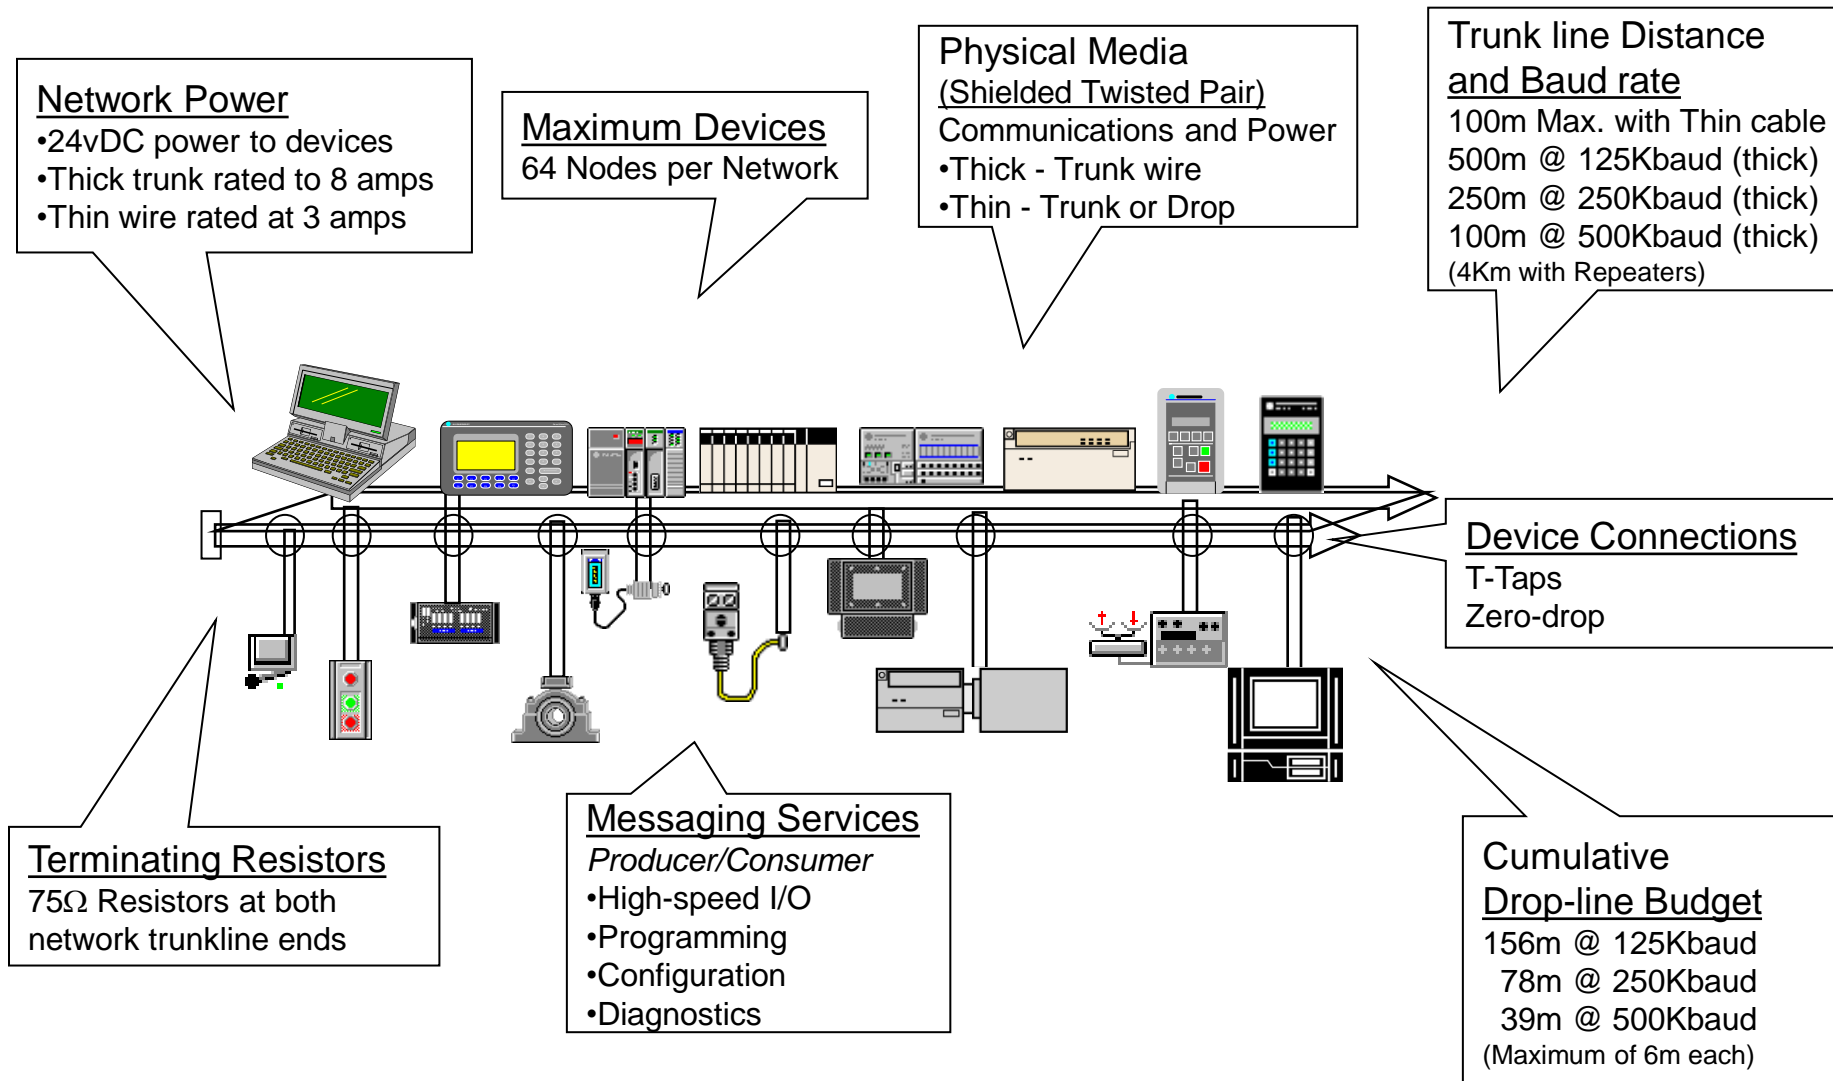 Network Power
•24vDC power to devices
•Thick trunk rated to 8 amps
•Thin wire rated at 3 amps
Maximum Devices
64 Nodes per Network
Physical Media
(Shielded Twisted Pair)
Communications and Power
•Thick - Trunk wire
•Thin - Trunk or Drop
Trunk line Distance
and Baud rate
100m Max. with Thin cable
500m @ 125Kbaud (thick)
250m @ 250Kbaud (thick)
100m @ 500Kbaud (thick)
(4Km with Repeaters)
Device Connections
T-Taps
Zero-drop
Terminating Resistors
75Ω Resistors at both
network trunkline ends
Messaging Services
Producer/Consumer
•High-speed I/O
•Programming
•Configuration
•Diagnostics
Cumulative
Drop-line Budget
156m @ 125Kbaud
78m @ 250Kbaud
39m @ 500Kbaud
(Maximum of 6m each)